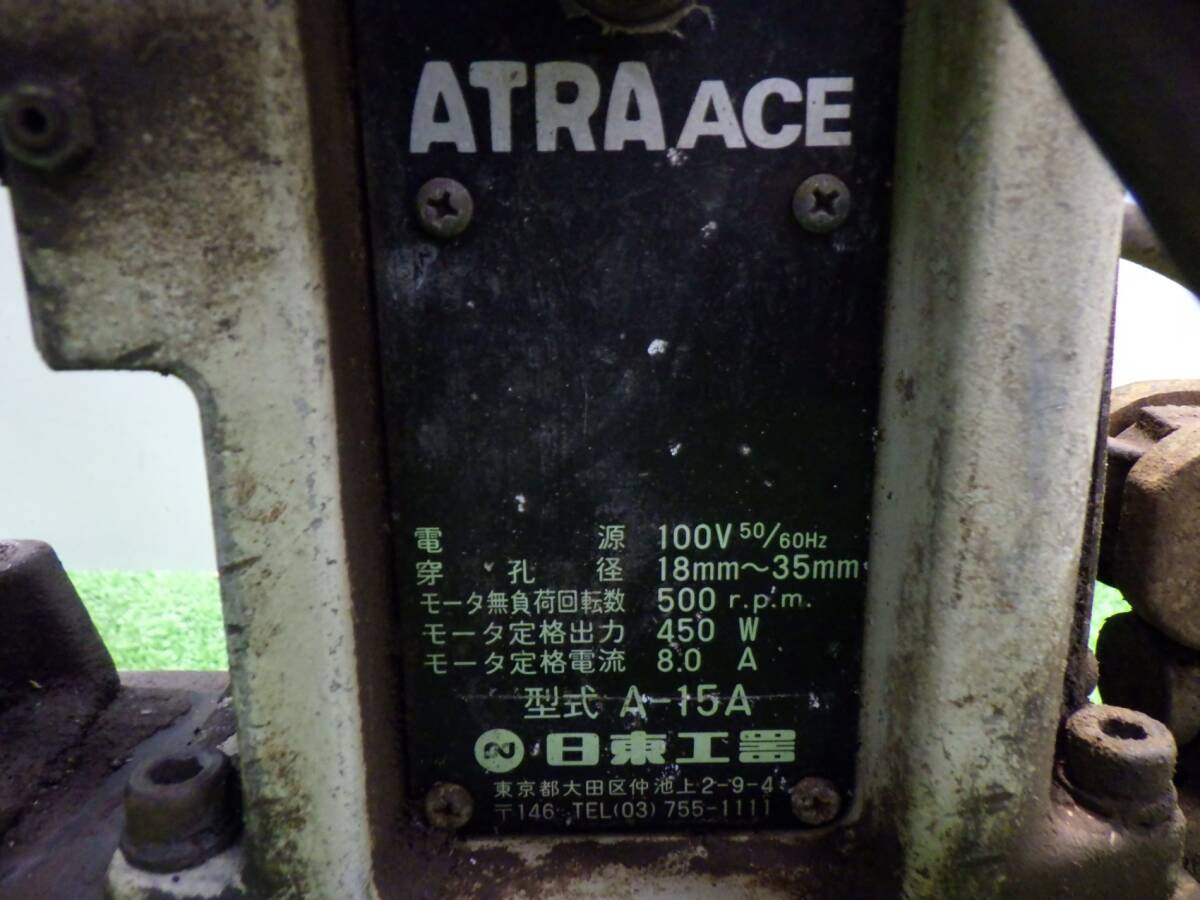 ATRA ACE
電源 100V 50/60Hz
穿孔径 18mm～35mm
モータ無負荷回転数 500 r.p.m.
モータ定格出力 450 W
モータ定格電流 8.0 A
型式 A-15A
日東工器
東京都大田区仲池上2-9-4
〒146 TEL(03) 755-1111